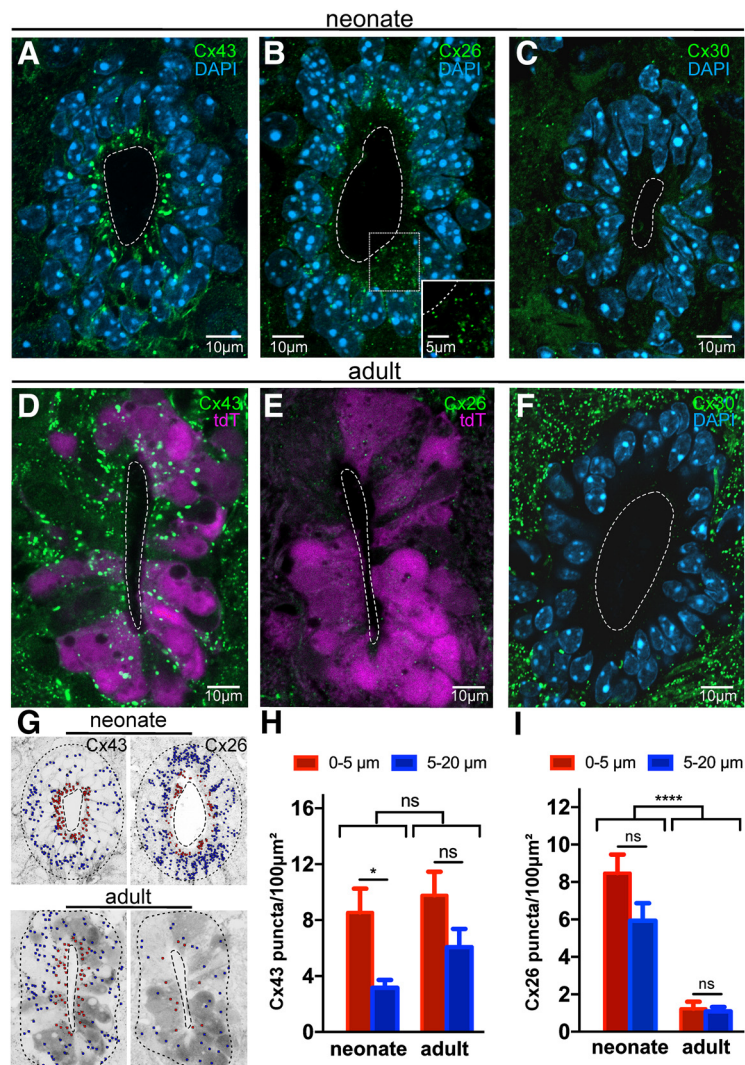 neonate
A Cx43
DAPI
10µm
B Cx26
DAPI
10µm
5µm
C Cx30
DAPI
10µm
adult
D Cx43
tdT
10µm
E Cx26
tdT
10µm
F Cx30
DAPI
10µm
G neonate
Cx43 Cx26
adult
H
0-5 µm 5-20 µm
ns
* ns
16
12
8
4
0
Cx43 puncta/100µm²
neonate adult
I
0-5 µm 5-20 µm
****
ns
ns
12
10
8
6
4
2
0
Cx26 puncta/100µm²
neonate adult